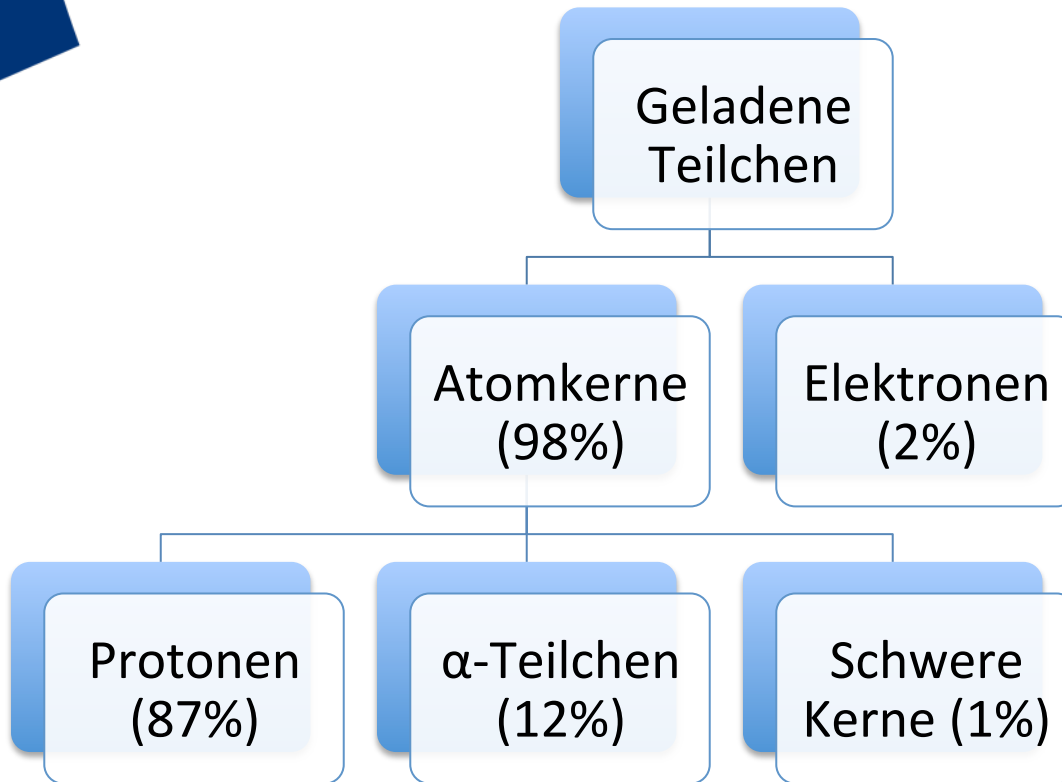 Geladene
Teilchen
Atomkerne
(98%)
Elektronen
(2%)
Protonen
(87%)
α-Teilchen
(12%)
Schwere
Kerne (1%)